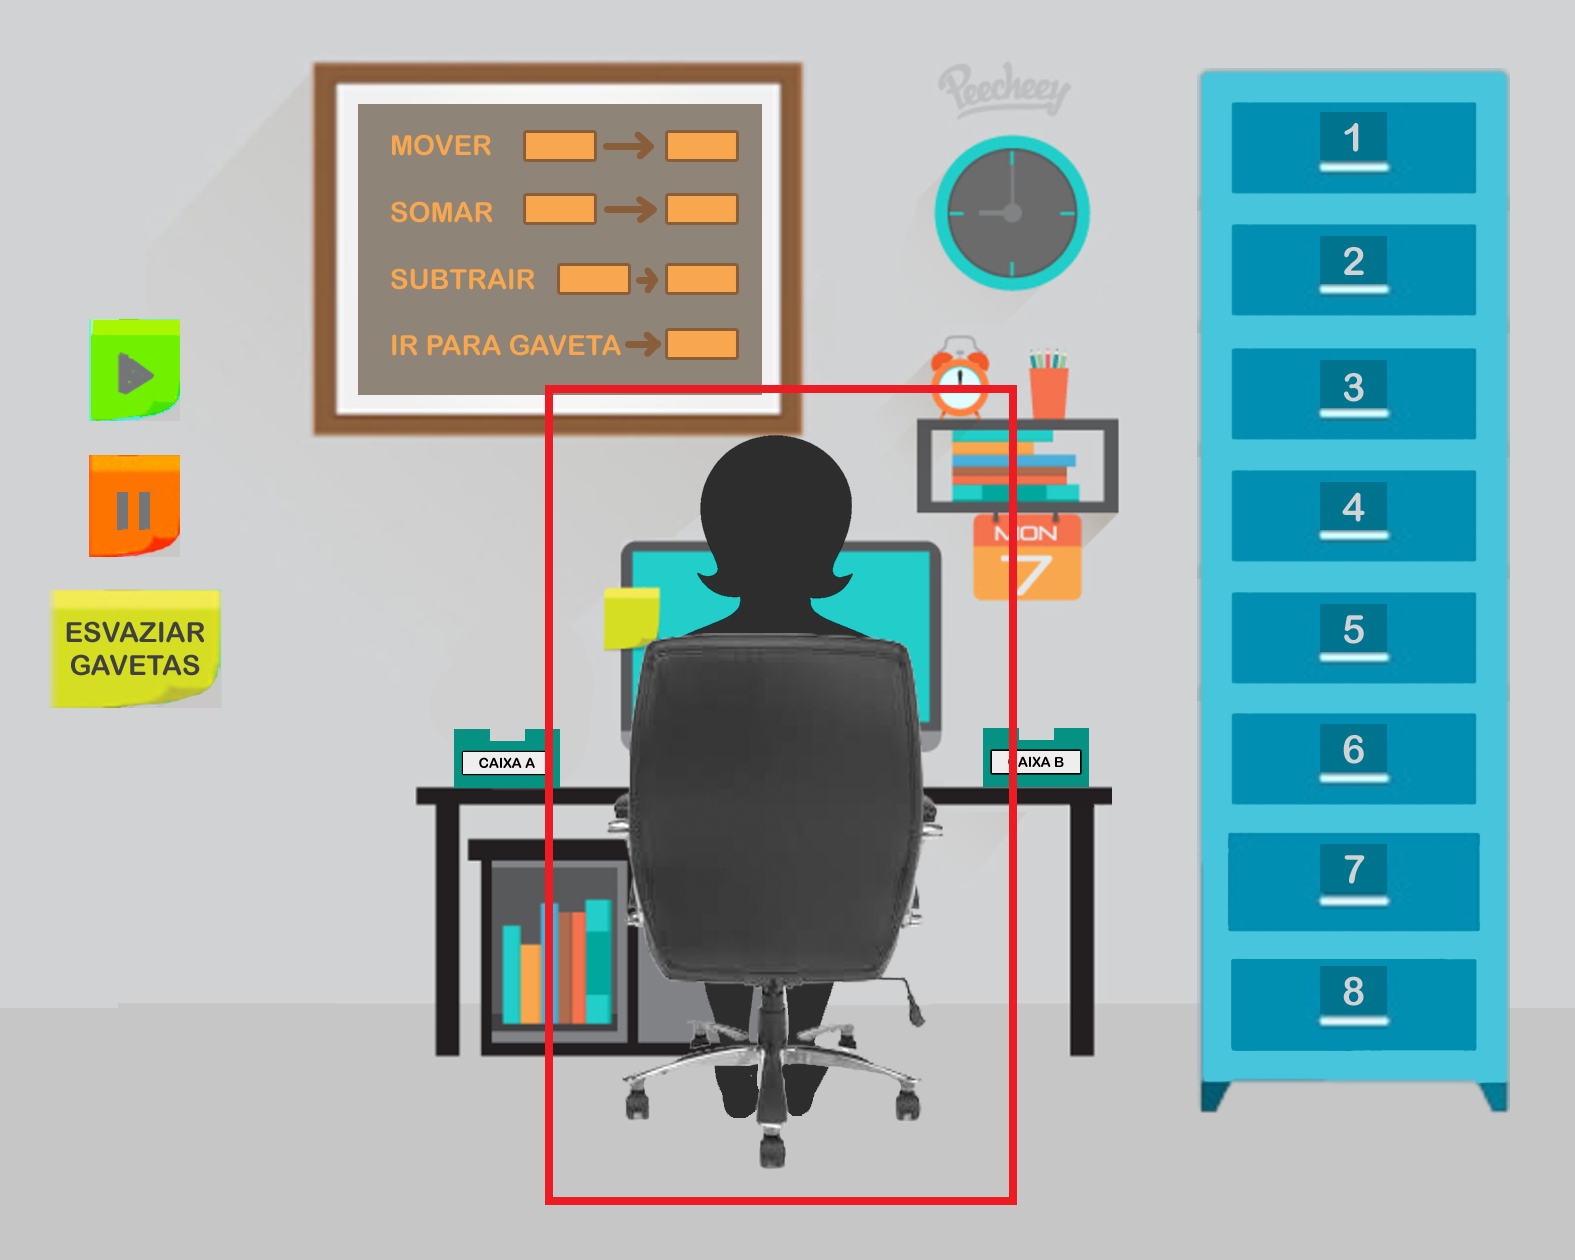 Peecheey
MOVER
SOMAR
SUBTRAIR
IR PARA GAVETA
ESVAZIAR
GAVETAS
MON
7
CAIXA A
CAIXA B
1
2
3
4
5
6
7
8